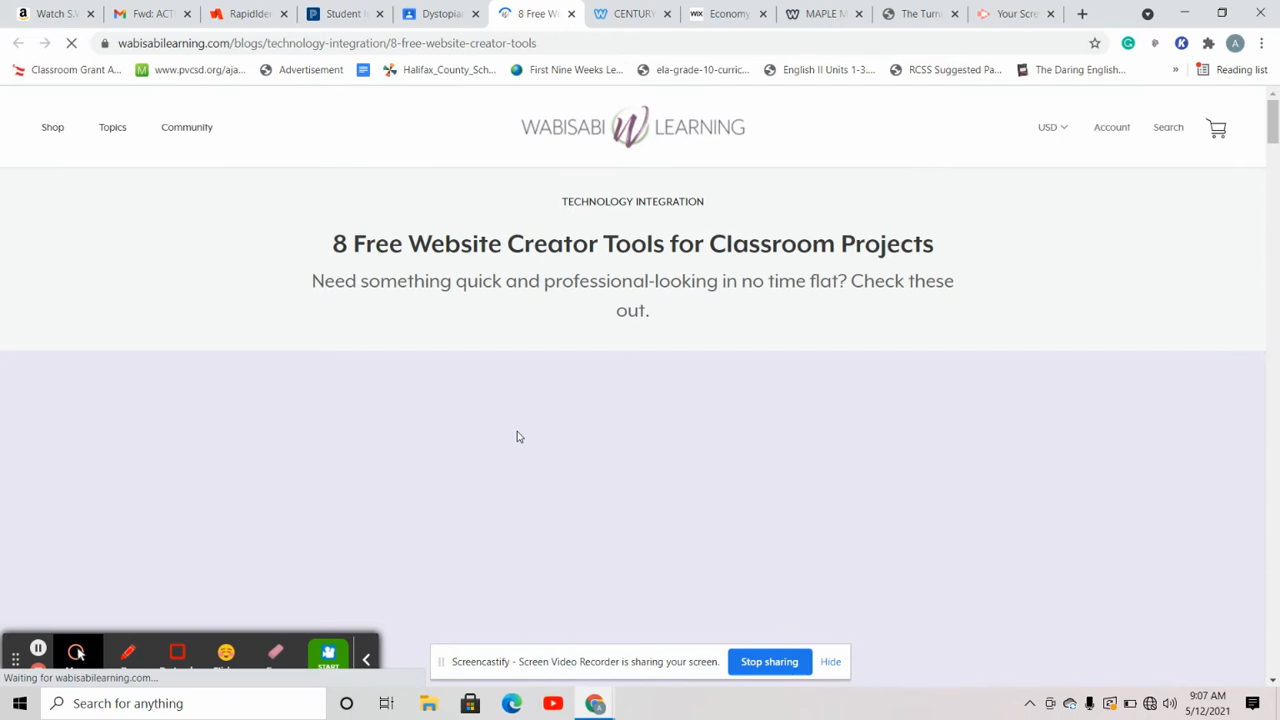 Watch S.V
Fwd: ACT
RapidIde
Student I
Dystopia
8 Free W
CENTURY
WIX Economy
MAPLE M
The Turn
Your Scre
wabisabilearning.com/blogs/technology-integration/8-free-website-creator-tools
A
Classroom Grant A...
www.pvcsd.org/aja...
Advertisement
Halifax_County_Sch...
First Nine Weeks Le...
ela-grade-10-curric...
English II Units 1-3....
RCSS Suggested Pa...
The Daring English...
»
Reading list
Shop
Topics
Community
WABISABI W LEARNING
USD
Account
Search
TECHNOLOGY INTEGRATION
8 Free Website Creator Tools for Classroom Projects
Need something quick and professional-looking in no time flat? Check these
out.
START
Screencastify - Screen Video Recorder is sharing your screen.
Stop sharing
Hide
Waiting for wabisabilearning.com...
Search for anything
9:07 AM
5/12/2021